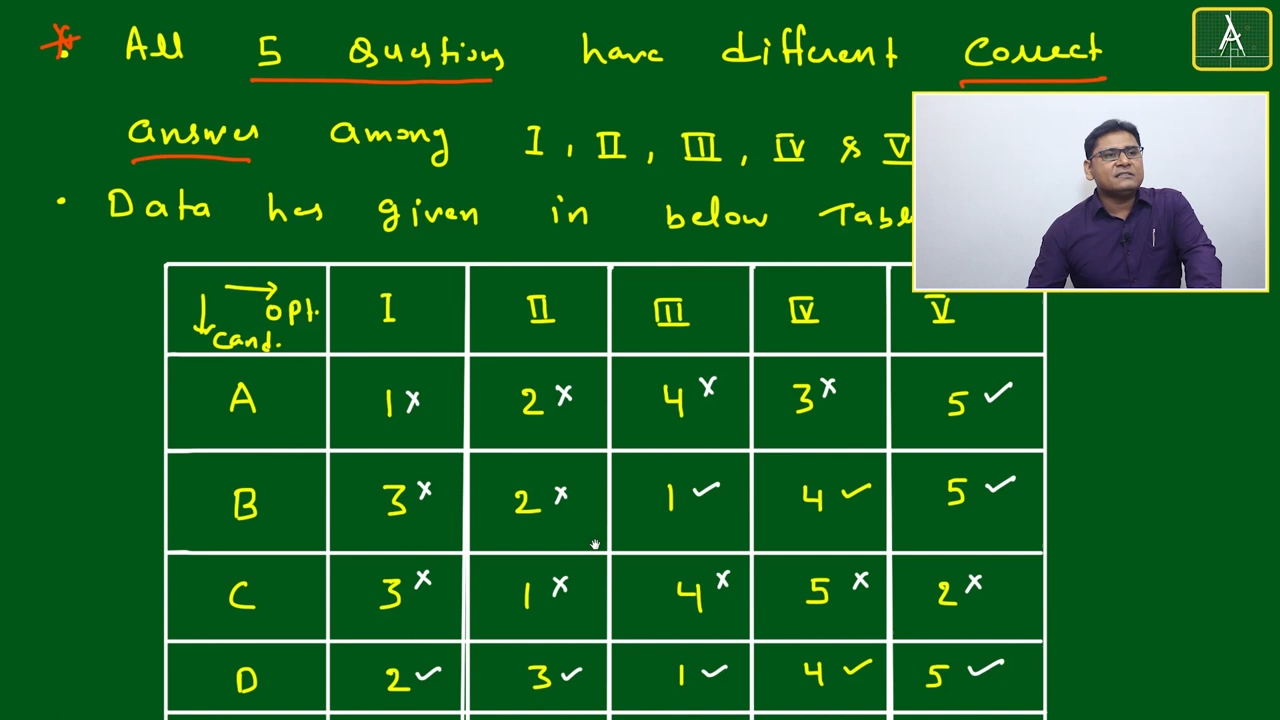 All 5 Questions have different Correct
answer among I, II, III, IV & V
Data has given in below Table
→ opt. ↓ cand. I II III IV V
A 1 × 2 × 4 × 3 × 5 ✓
B 3 × 2 × 1 ✓ 4 ✓ 5 ✓
C 3 × 1 × 4 × 5 × 2 ×
D 2 ✓ 3 ✓ 1 ✓ 4 ✓ 5 ✓